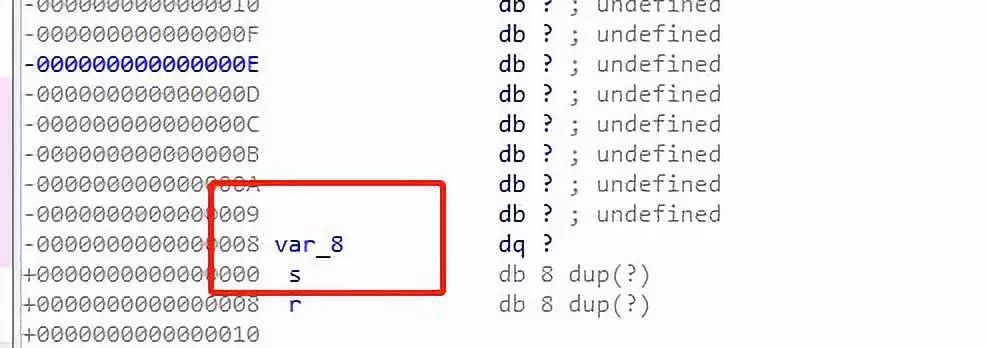 -0000000000000010 db ? ; undefined
-000000000000000F db ? ; undefined
-000000000000000E db ? ; undefined
-000000000000000D db ? ; undefined
-000000000000000C db ? ; undefined
-000000000000000B db ? ; undefined
-000000000000000A db ? ; undefined
-0000000000000009 db ? ; undefined
-0000000000000008 var_8 dq ?
+0000000000000000 s db 8 dup(?)
+0000000000000008 r db 8 dup(?)
+0000000000000010